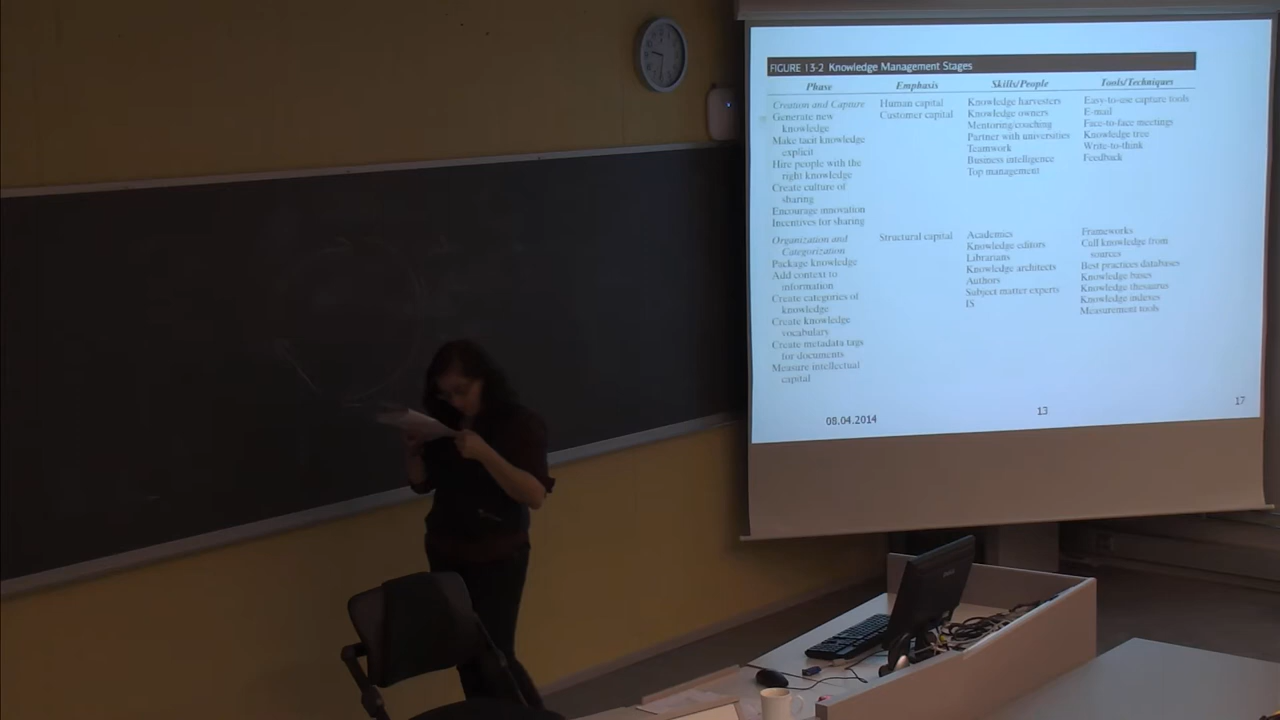 FIGURE 13-2 Knowledge Management Stages
Phase Emphasis Skills/People Tools/Techniques
Creation and Capture Human capital Knowledge harvesters Easy-to-use capture tools
Generate new Customer capital Knowledge owners E-mail
knowledge Mentoring/coaching Face-to-face meetings
Make tacit knowledge Partner with universities Knowledge tree
explicit Teamwork Write-to-think
Hire people with the Business intelligence Feedback
right knowledge Top management
Create culture of
sharing
Encourage innovation
Incentives for sharing
Organization and Structural capital Academics Frameworks
Categorization Knowledge editors Cull knowledge from
Package knowledge Librarians sources
Add context to Knowledge architects Best practices databases
information Authors Knowledge bases
Create categories of Subject matter experts Knowledge thesaurus
knowledge IS Knowledge indexes
Create knowledge Measurement tools
vocabulary
Create metadata tags
for documents
Measure intellectual
capital
08.04.2014 13 17